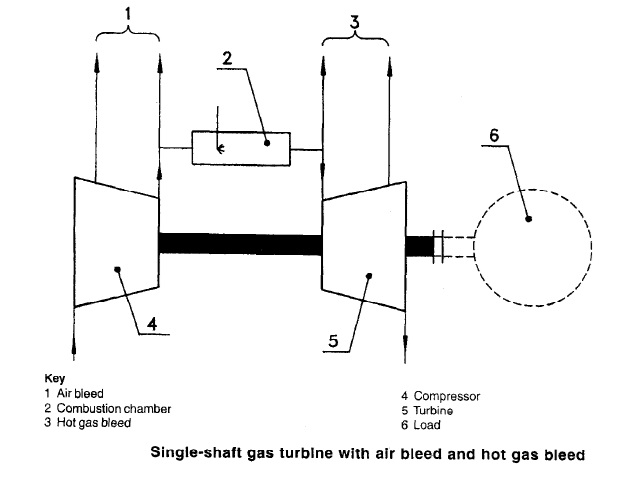 1
3
2
6
4
5
Key
1 Air bleed
2 Combustion chamber
3 Hot gas bleed
4 Compressor
5 Turbine
6 Load
Single-shaft gas turbine with air bleed and hot gas bleed